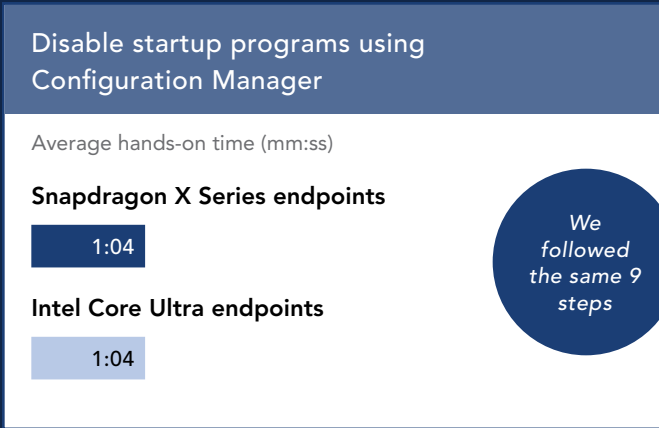 Disable startup programs using
Configuration Manager
Average hands-on time (mm:ss)
Snapdragon X Series endpoints
1:04
Intel Core Ultra endpoints
1:04
We
followed
the same 9
steps